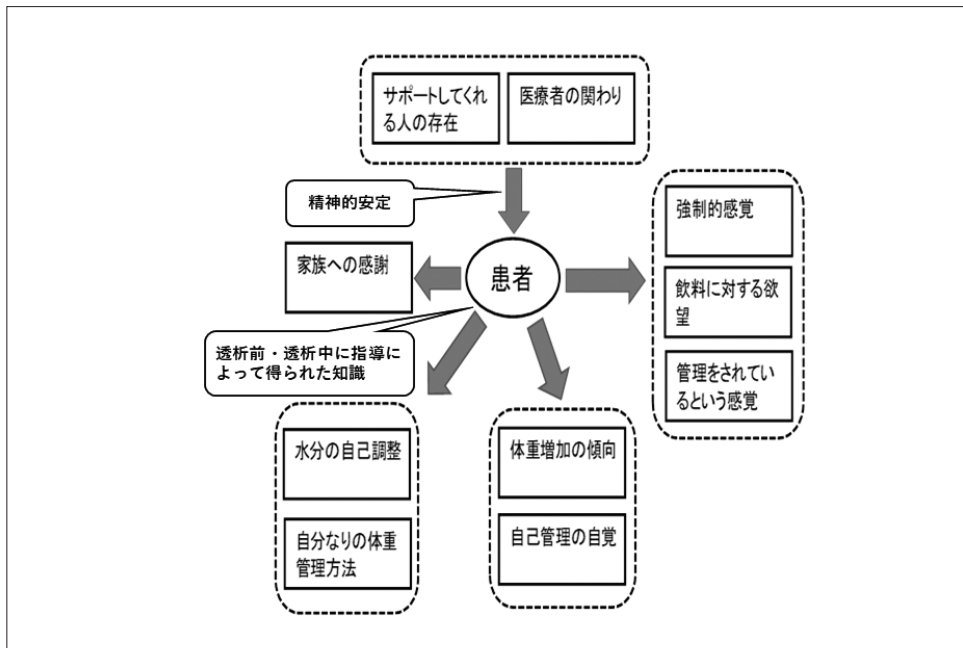 サポートしてくれ
る人の存在
医療者の関わり
精神的安定
強制的感覚
家族への感謝
患者
飲料に対する欲
望
透析前・透析中に指導に
よって得られた知識
管理をされてい
るという感覚
水分の自己調整
体重増加の傾向
自分なりの体重
管理方法
自己管理の自覚